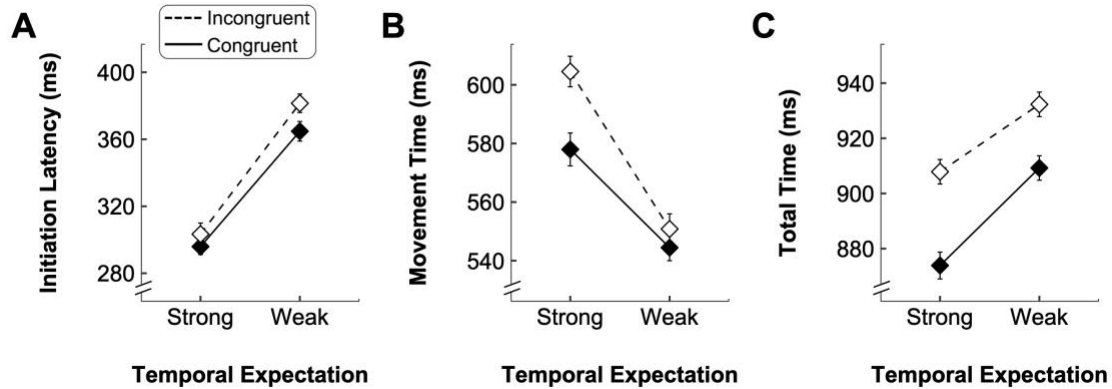 A
Incongruent
Congruent
Initiation Latency (ms)
400
360
320
280
Strong Weak
Temporal Expectation
B
Movement Time (ms)
600
580
560
540
Strong Weak
Temporal Expectation
C
Total Time (ms)
940
920
900
880
Strong Weak
Temporal Expectation